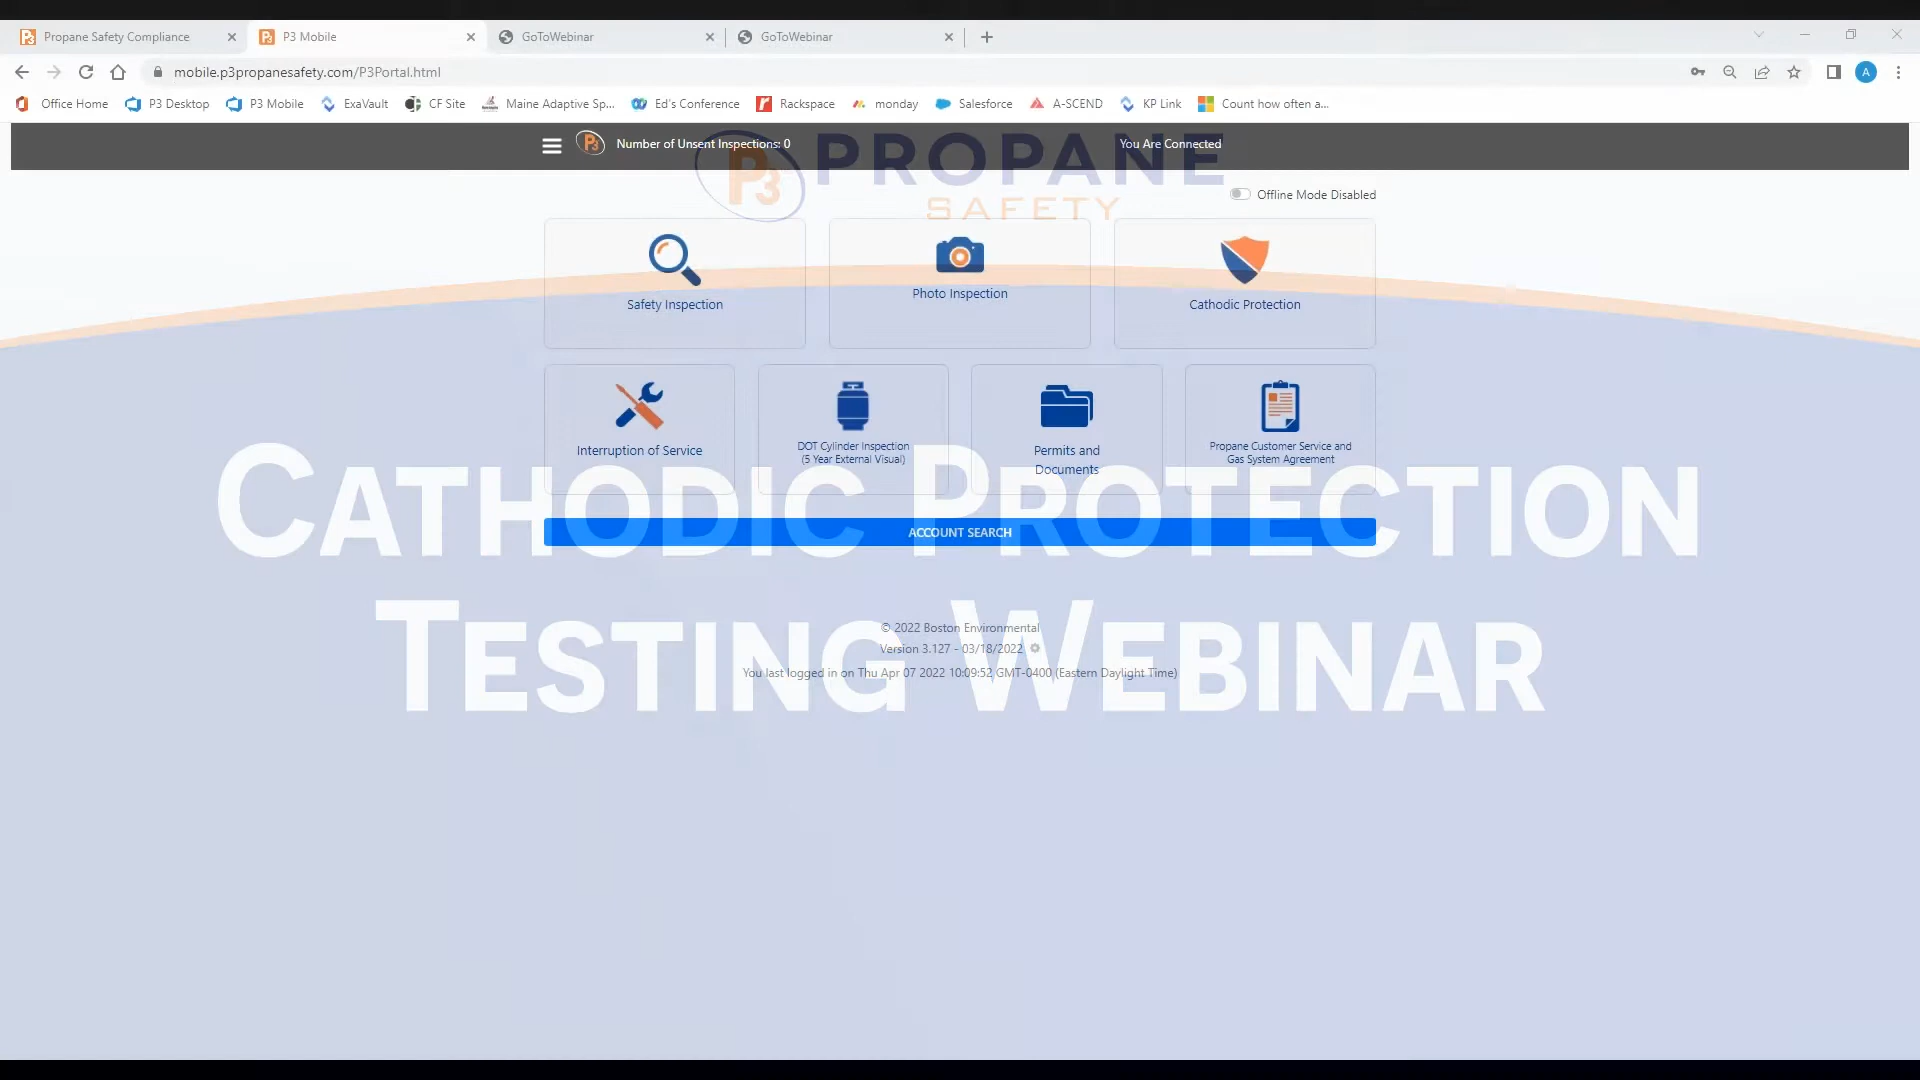 Propane Safety Compliance
P3 Mobile
GoToWebinar
GoToWebinar
mobile.p3propanesafety.com/P3Portal.html
A
Office Home
P3 Desktop
P3 Mobile
ExaVault
CF Site
Maine Adaptive Sp...
Ed's Conference
Rackspace
monday
Salesforce
A-SCEND
KP Link
Count how often a...
P3
Number of Unsent Inspections: 0
You Are Connected
P3
PROPANE
SAFETY
Offline Mode Disabled
Safety Inspection
Photo Inspection
Cathodic Protection
Interruption of Service
DOT Cylinder Inspection
(5 Year External Visual)
Permits and
Documents
Propane Customer Service and
Gas System Agreement
CATHODIC PROTECTION
ACCOUNT SEARCH
TESTING WEBINAR
© 2022 Boston Environmental
Version 3.127 - 03/18/2022
You last logged in on Thu Apr 07 2022 10:09:52 GMT-0400 (Eastern Daylight Time)